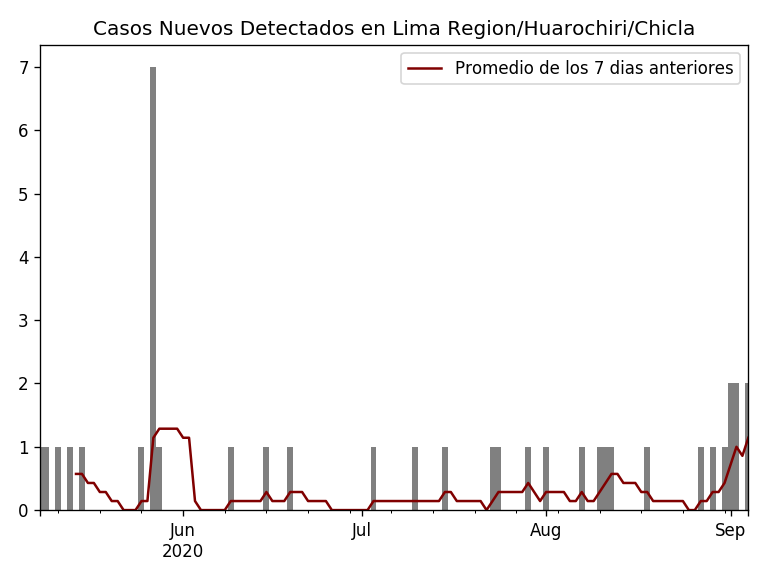 Casos Nuevos Detectados en Lima Region/Huarochiri/Chicla
Promedio de los 7 dias anteriores
7
6
5
4
3
2
1
0
Jun
2020
Jul
Aug
Sep